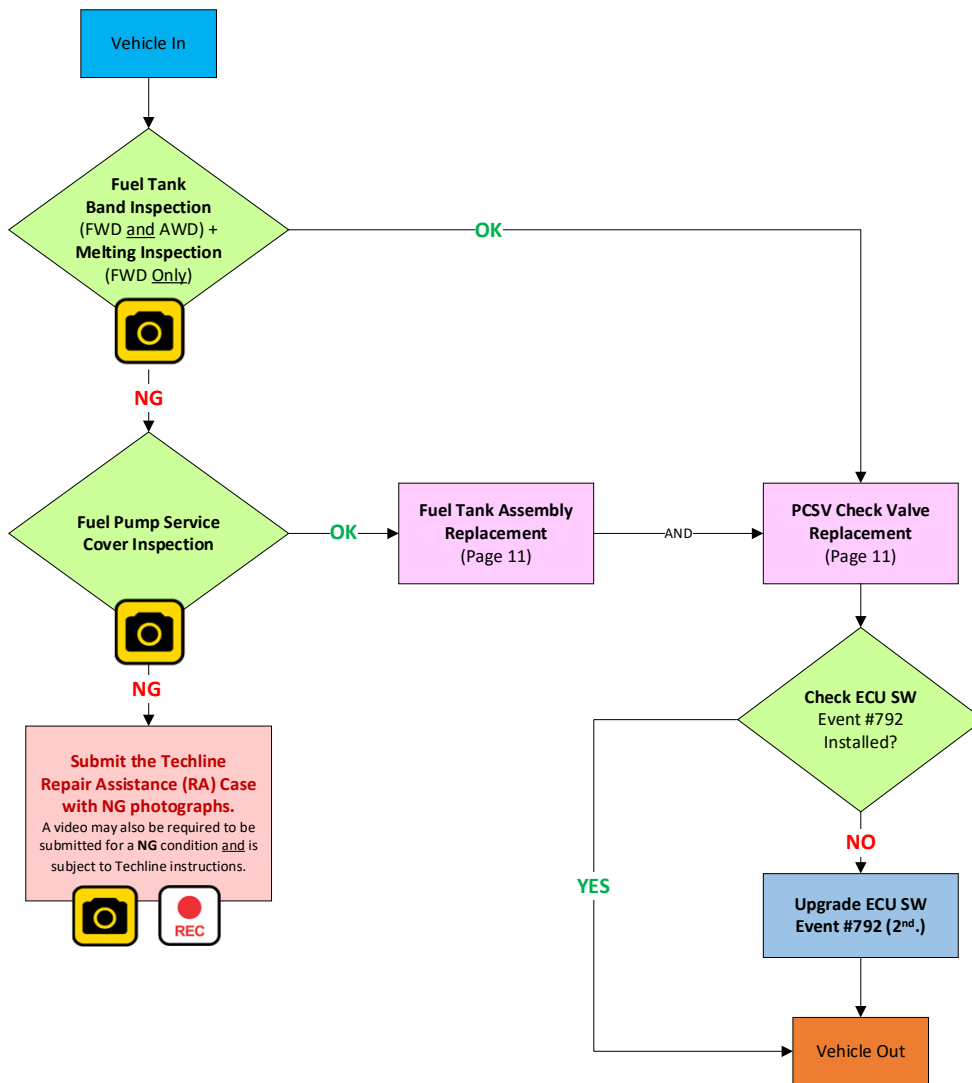 Vehicle In
Fuel Tank
Band Inspection
(FWD and AWD) +
Melting Inspection
(FWD Only)
OK
NG
Fuel Pump Service
Cover Inspection
OK
Fuel Tank Assembly
Replacement
(Page 11)
AND
PCSV Check Valve
Replacement
(Page 11)
NG
Submit the Techline
Repair Assistance (RA) Case
with NG photographs.
A video may also be required to be
submitted for a NG condition and is
subject to Techline instructions.
REC
Check ECU SW
Event #792
Installed?
NO
YES
Upgrade ECU SW
Event #792 (2nd.)
Vehicle Out